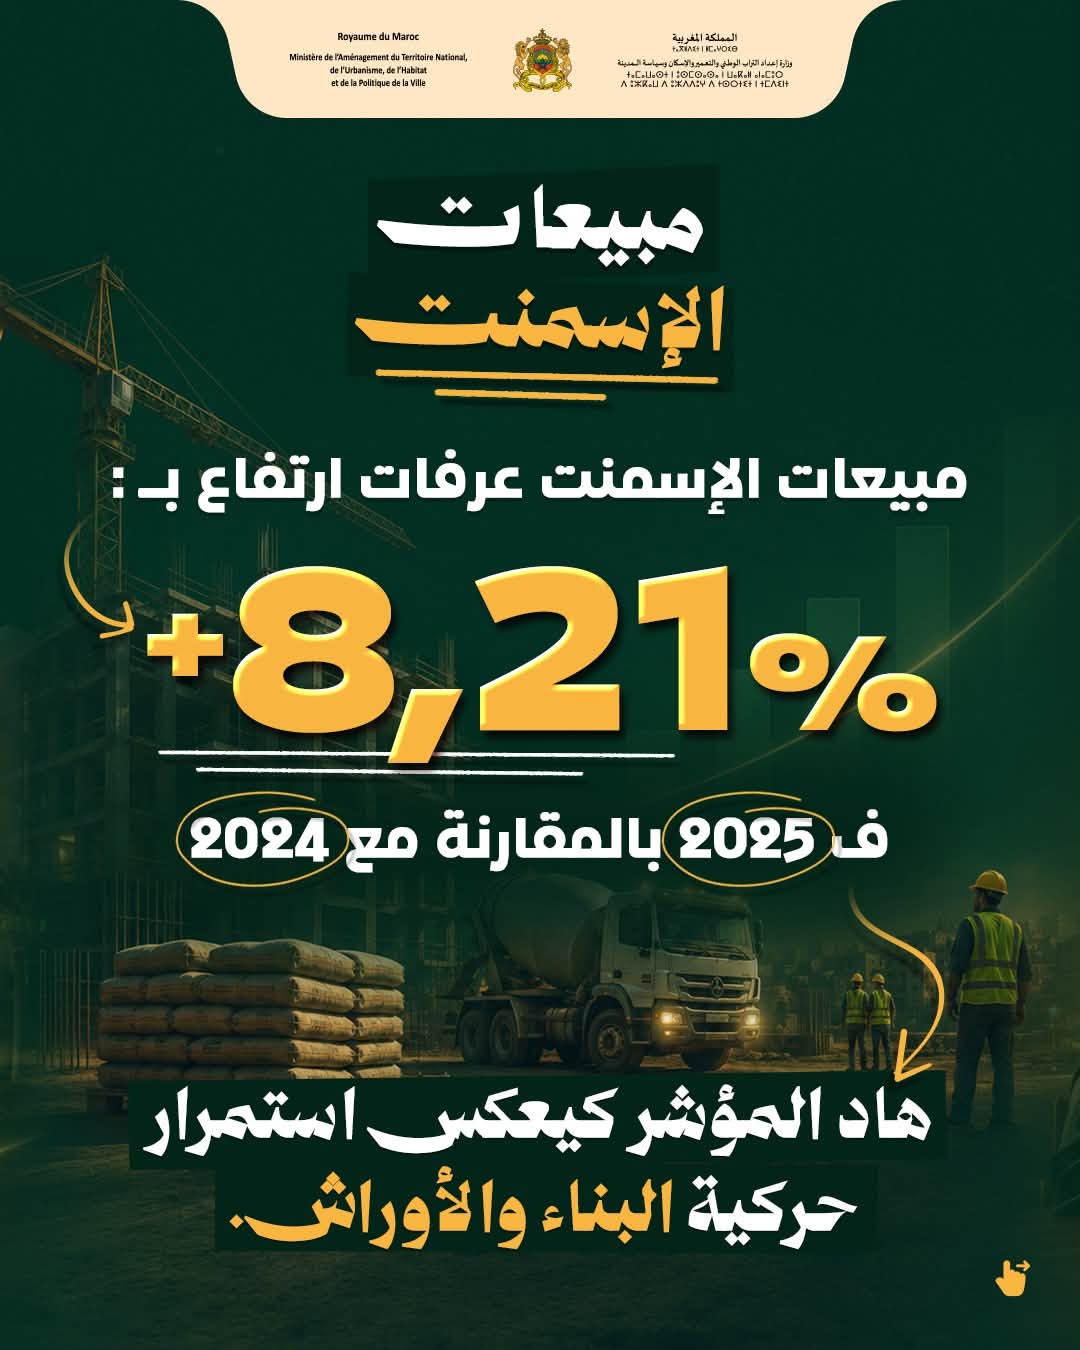 Royaume du Maroc
Ministère de l'Aménagement du Territoire National,
de l'Urbanisme, de l'Habitat
et de la Politique de la Ville
المملكة المغربية
ⵜⴰⴳⵍⴷⵉⵜ ⵏ ⵍⵎⵖⵔⵉⴱ
وزارة إعداد التراب الوطني والتعمير والإسكان وسياسة المدينة
مبيعات
الإسمنت
مبيعات الإسمنت عرفات ارتفاع بـ :
+8,21%
ف 2025 بالمقارنة مع 2024
هاد المؤشر كيعكس استمرار
حركية البناء والأوراش.